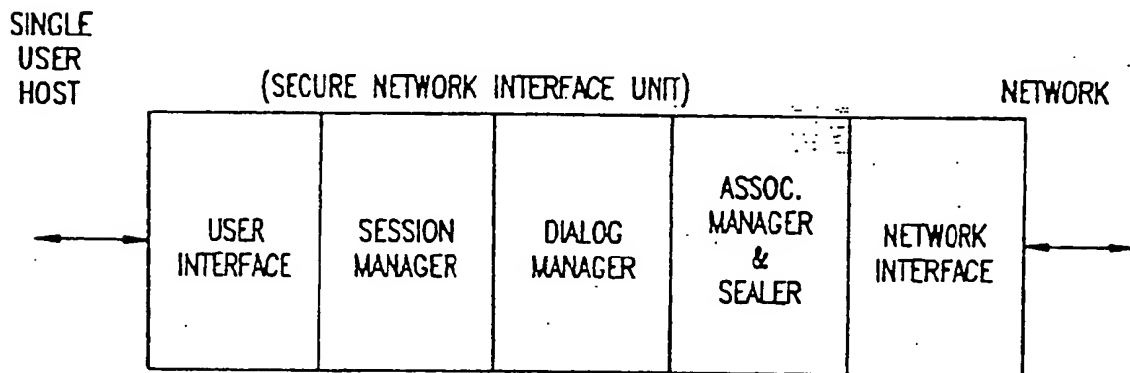 SINGLE
USER
HOST
(SECURE NETWORK INTERFACE UNIT)
NETWORK
USER
INTERFACE
SESSION
MANAGER
DIALOG
MANAGER
ASSOC.
MANAGER
&
SEALER
NETWORK
INTERFACE